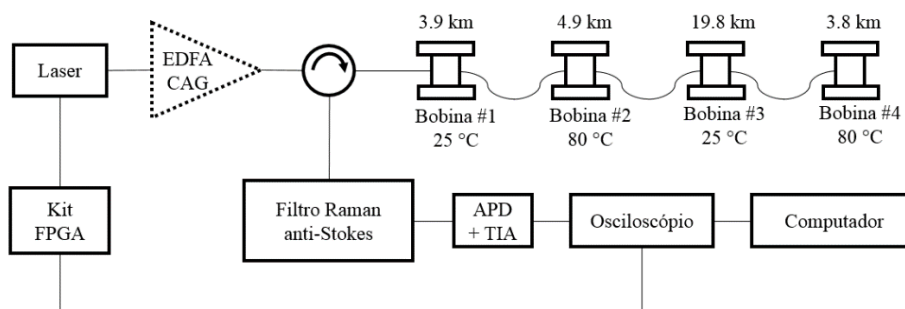 3.9 km
4.9 km
19.8 km
3.8 km
EDFA
CAG
Laser
Bobina #1
25 °C
Bobina #2
80 °C
Bobina #3
25 °C
Bobina #4
80 °C
Kit
FPGA
Filtro Raman
anti-Stokes
APD
+ TIA
Osciloscópio
Computador